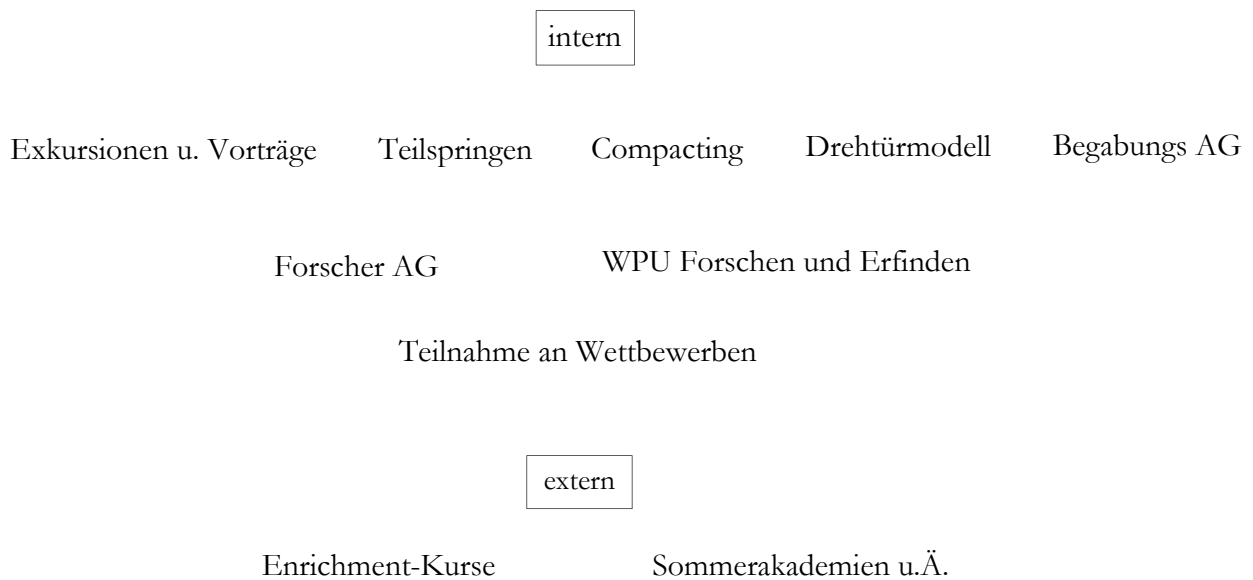 intern
Exkursionen u. Vorträge Teilspringen Compacting Drehtürmodell Begabungs AG
Forscher AG WPU Forschen und Erfinden
Teilnahme an Wettbewerben
extern
Enrichment-Kurse Sommerakademien u.Ä.